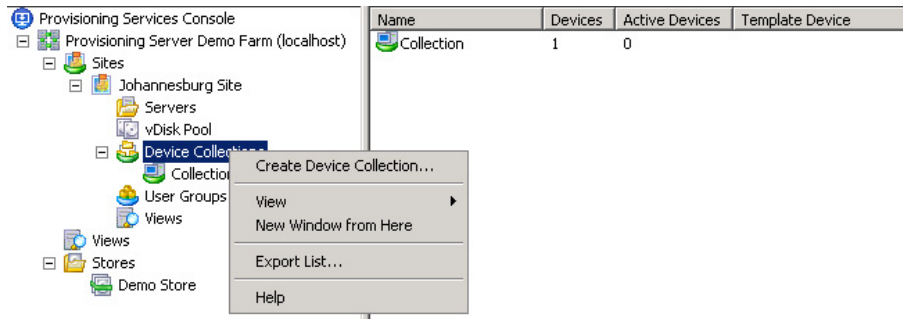 Provisioning Services Console
Provisioning Server Demo Farm (localhost)
Sites
Johannesburg Site
Servers
vDisk Pool
Device Collections
Collection
User Groups
Views
Views
Stores
Demo Store
Name Devices Active Devices Template Device
Collection 1 0
Create Device Collection...
View
New Window from Here
Export List...
Help